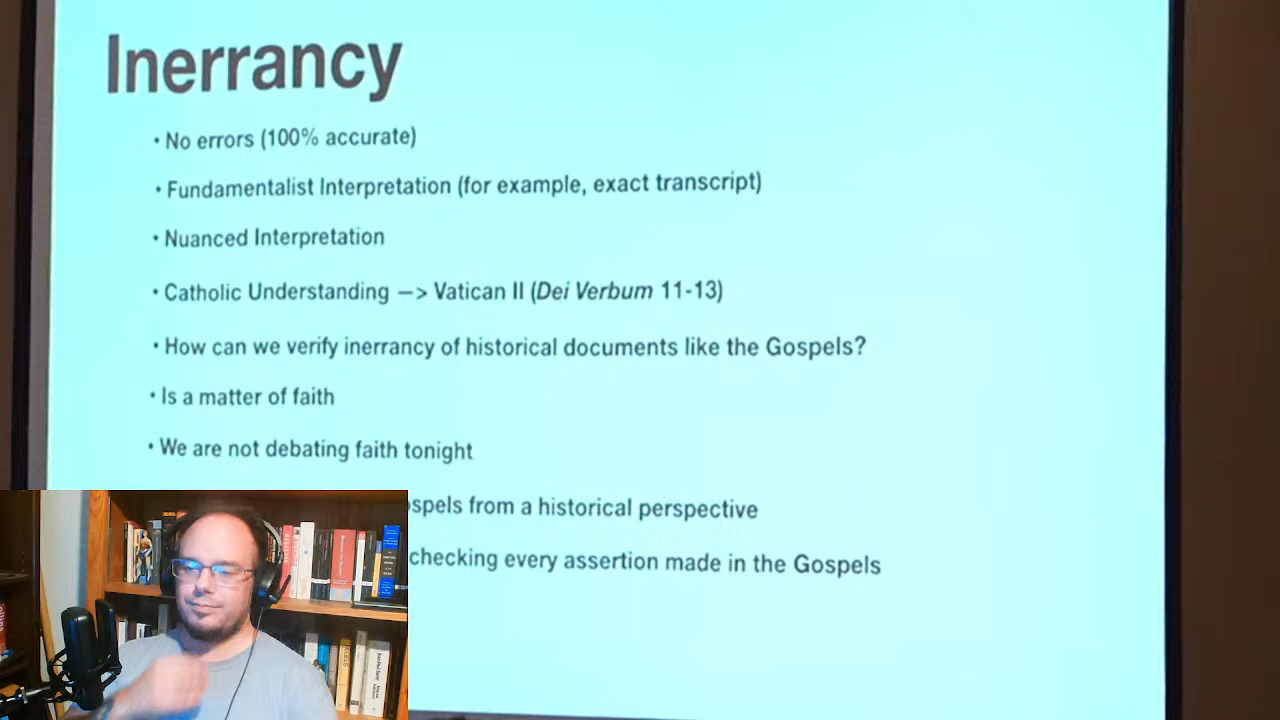 Inerrancy
• No errors (100% accurate)
• Fundamentalist Interpretation (for example, exact transcript)
• Nuanced Interpretation
• Catholic Understanding —> Vatican II (Dei Verbum 11-13)
• How can we verify inerrancy of historical documents like the Gospels?
• Is a matter of faith
• We are not debating faith tonight
ospels from a historical perspective
checking every assertion made in the Gospels